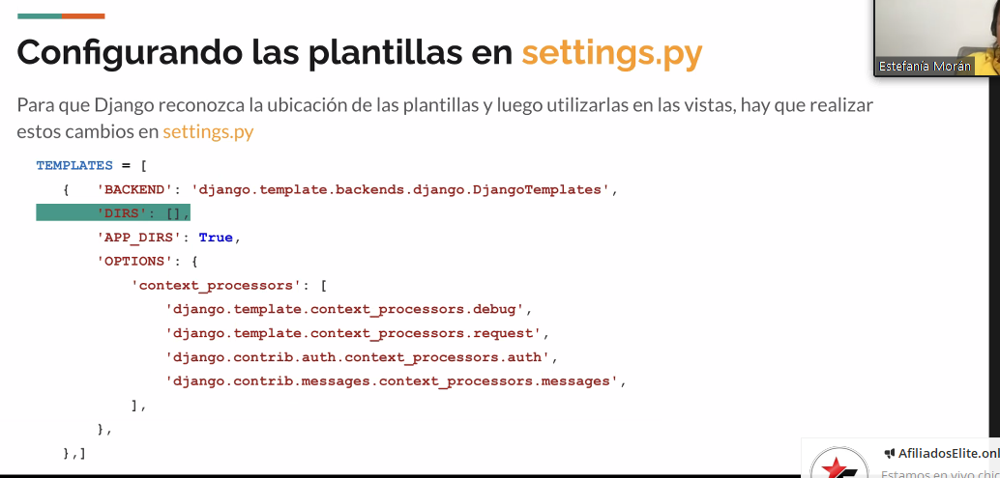 Configurando las plantillas en settings.py
Estefanía Morán
Para que Django reconozca la ubicación de las plantillas y luego utilizarlas en las vistas, hay que realizar
estos cambios en settings.py
TEMPLATES = [
{ 'BACKEND': 'django.template.backends.django.DjangoTemplates',
'DIRS': [],
'APP_DIRS': True,
'OPTIONS': {
'context_processors': [
'django.template.context_processors.debug',
'django.template.context_processors.request',
'django.contrib.auth.context_processors.auth',
'django.contrib.messages.context_processors.messages',
],
},
},]
AfiliadosElite.onl
Estamos en vivo chic